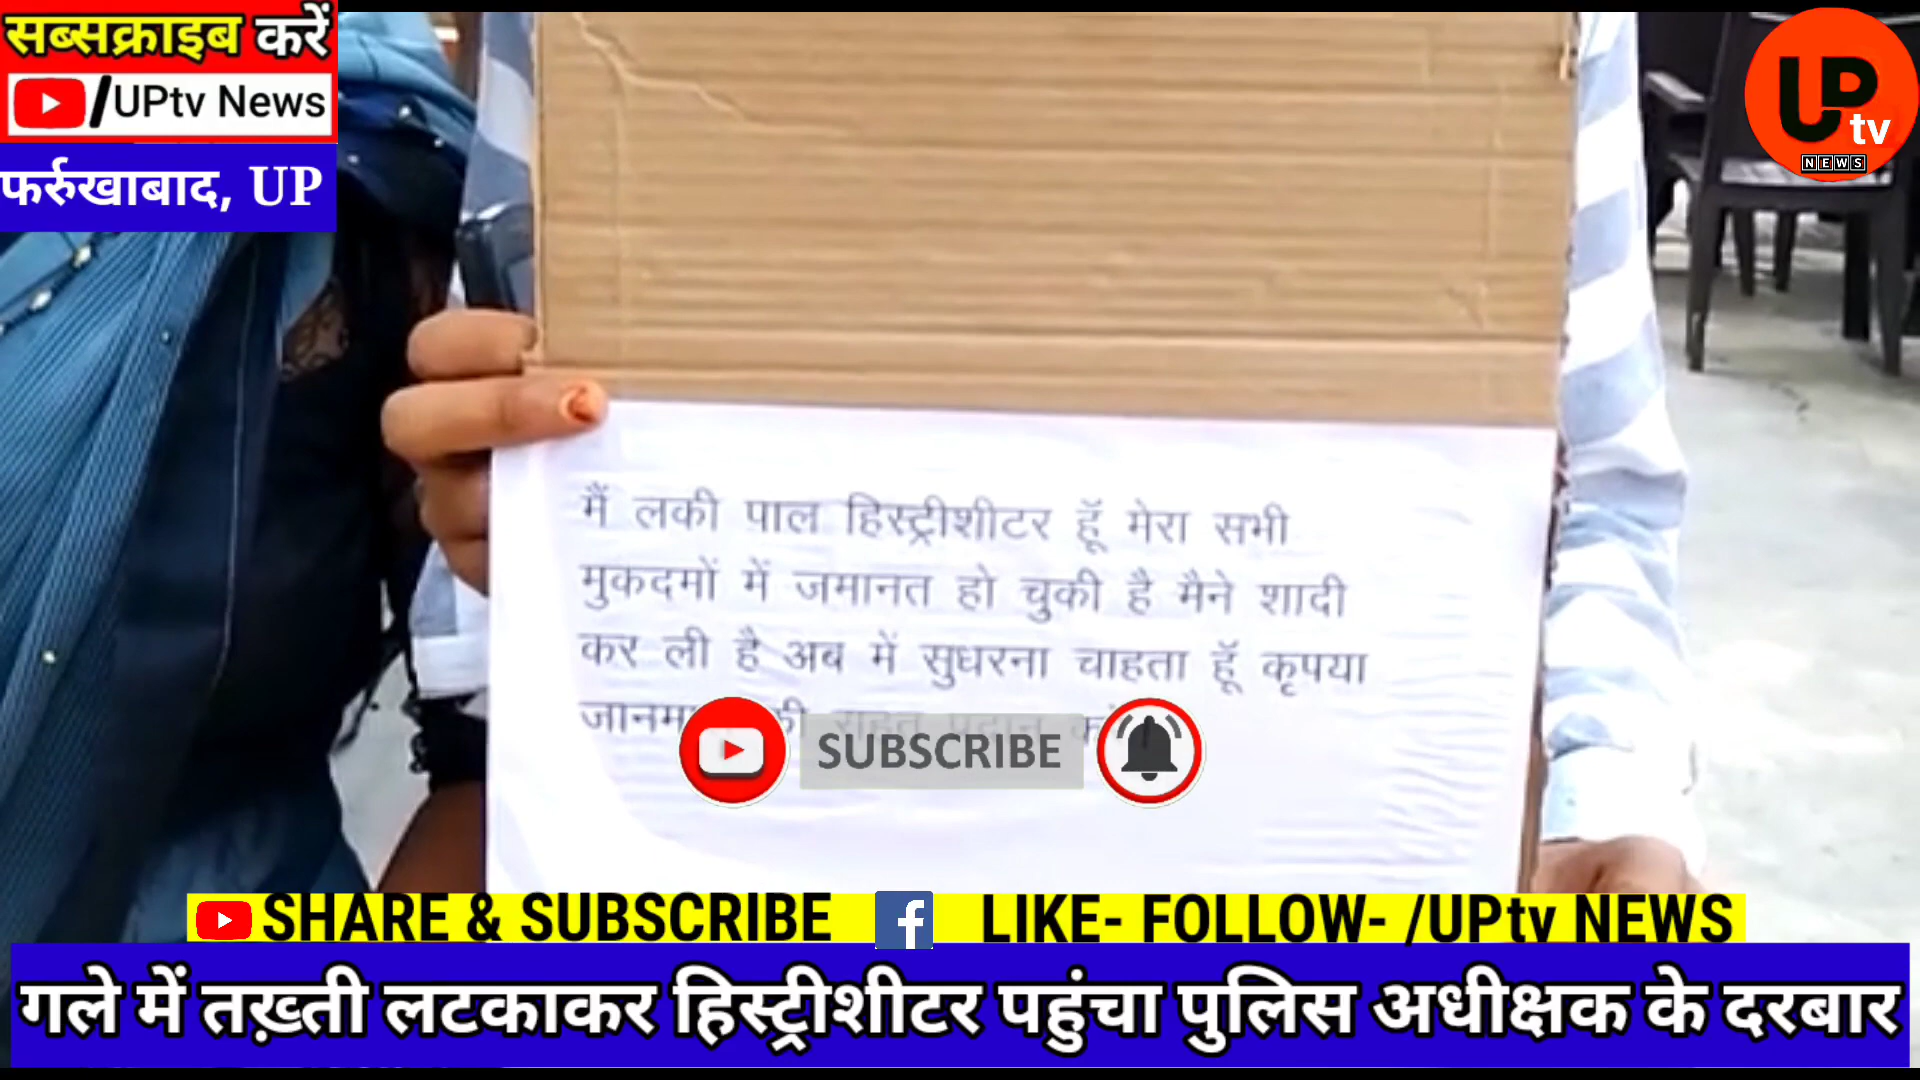 सब्सक्राइब करें
/UPtv News
फर्रुखाबाद, UP
UP
tv
NEWS
मैं लकी पाल हिस्ट्रीशीटर हूॅ मेरा सभी
मुकदमों में जमानत हो चुकी है मैने शादी
कर ली है अब में सुधरना चाहता हूॅ कृपया
की राहत प्रदान
SUBSCRIBE
SHARE & SUBSCRIBE
LIKE- FOLLOW- /UPtv NEWS
गले में तख़्ती लटकाकर हिस्ट्रीशीटर पहुंचा पुलिस अधीक्षक के दरबार